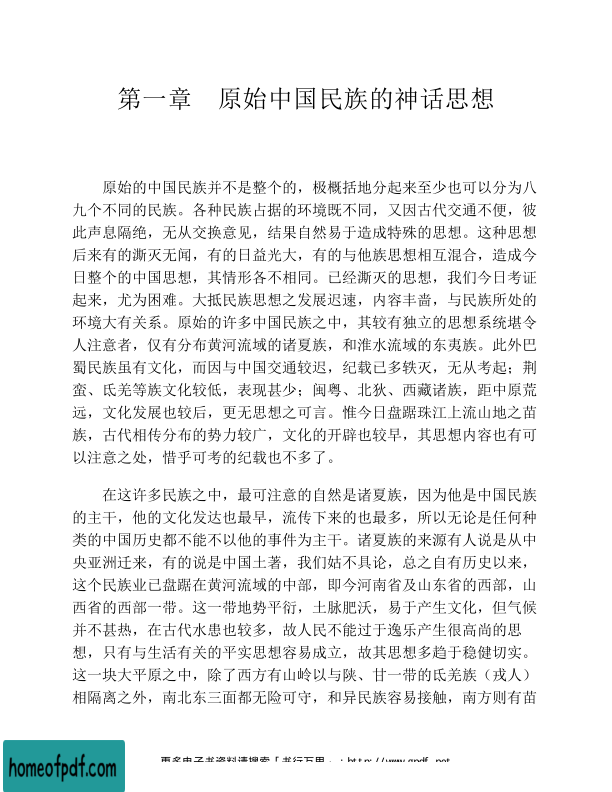 第一章　原始中国民族的神话思想
原始的中国民族并不是整个的，极概括地分起来至少也可以分为八
九个不同的民族。各种民族占据的环境既不同，又因古代交通不便，彼
此声息隔绝，无从交换意见，结果自然易于造成特殊的思想。这种思想
后来有的澌灭无闻，有的日益光大，有的与他族思想相互混合，造成今
日整个的中国思想，其情形各不相同。已经澌灭的思想，我们今日考证
起来，尤为困难。大抵民族思想之发展迟速，内容丰啬，与民族所处的
环境大有关系。原始的许多中国民族之中，其较有独立的思想系统堪令
人注意者，仅有分布黄河流域的诸夏族，和淮水流域的东夷族。此外巴
蜀民族虽有文化，而因与中国交通较迟，纪载已多轶灭，无从考起；荆
蛮、氐羌等族文化较低，表现甚少；闽粤、北狄、西藏诸族，距中原荒
远，文化发展也较后，更无思想之可言。惟今日盘踞珠江上流山地之苗
族，古代相传分布的势力较广，文化的开辟也较早，其思想内容也有可
以注意之处，惜乎可考的纪载也不多了。
在这许多民族之中，最可注意的自然是诸夏族，因为他是中国民族
的主干，他的文化发达也最早，流传下来的也最多，所以无论是任何种
类的中国历史都不能不以他的事件为主干。诸夏族的来源有人说是从中
央亚洲迁来，有的说是中国土著，我们姑不具论，总之自有历史以来，
这个民族业已盘踞在黄河流域的中部，即今河南省及山东省的西部，山
西省的西部一带。这一带地势平衍，土脉肥沃，易于产生文化，但气候
并不甚热，在古代水患也较多，故人民不能过于逸乐产生很高尚的思
想，只有与生活有关的平实思想容易成立，故其思想多趋于稳健切实。
这一块大平原之中，除了西方有山岭以与陕、甘一带的氐羌族（戎人）
相隔离之外，南北东三面都无险可守，和异民族容易接触，南方则有苗
homeofpdf.com